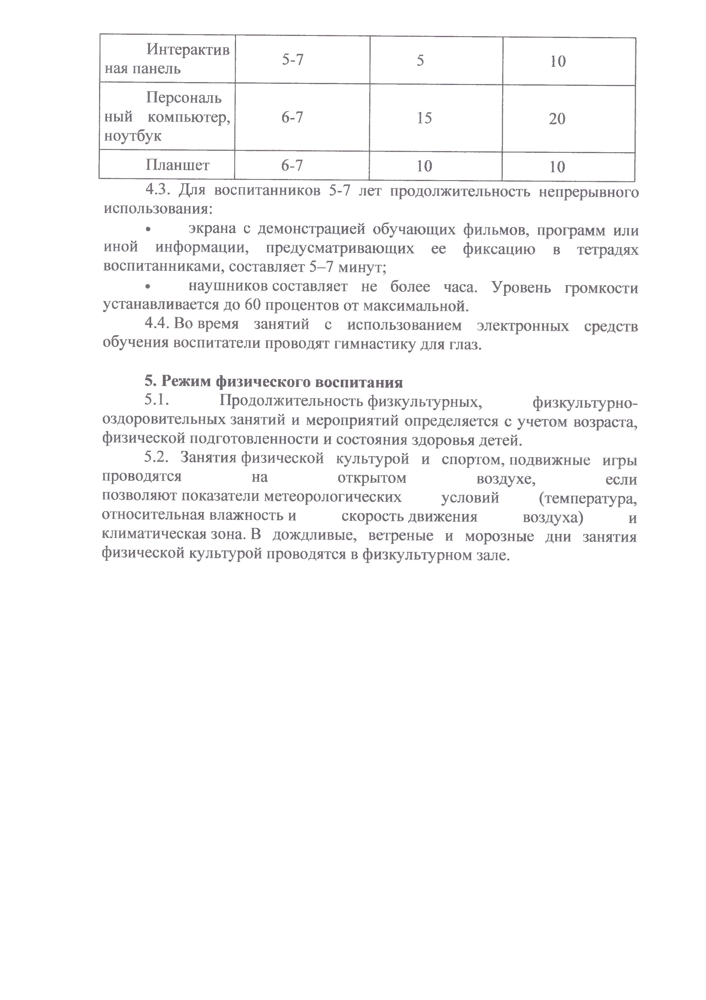 Интерактив
ная панель
5-7
5
10
Персональ
ный компьютер,
ноутбук
6-7
15
20
Планшет
6-7
10
10
4.3. Для воспитанников 5-7 лет продолжительность непрерывного
использования:
• экрана с демонстрацией обучающих фильмов, программ или
иной информации, предусматривающих ее фиксацию в тетрадях
воспитанниками, составляет 5–7 минут;
• наушников составляет не более часа. Уровень громкости
устанавливается до 60 процентов от максимальной.
4.4. Во время занятий с использованием электронных средств
обучения воспитатели проводят гимнастику для глаз.
5. Режим физического воспитания
5.1. Продолжительность физкультурных, физкультурно-
оздоровительных занятий и мероприятий определяется с учетом возраста,
физической подготовленности и состояния здоровья детей.
5.2. Занятия физической культурой и спортом, подвижные игры
проводятся на открытом воздухе, если
позволяют показатели метеорологических условий (температура,
относительная влажность и скорость движения воздуха) и
климатическая зона. В дождливые, ветреные и морозные дни занятия
физической культурой проводятся в физкультурном зале.